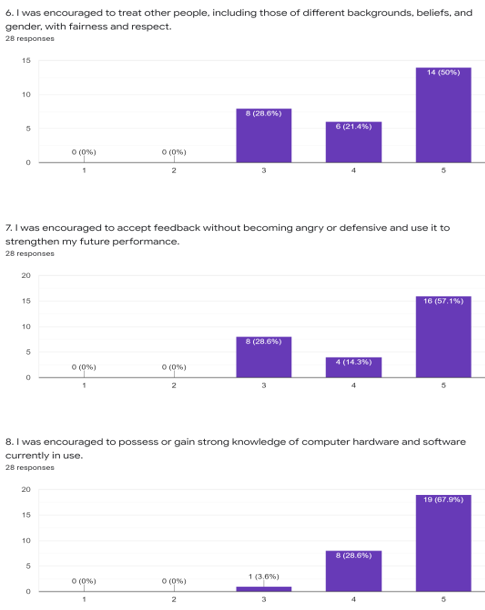 6. I was encouraged to treat other people, including those of different backgrounds, beliefs, and
gender, with fairness and respect.
28 responses
15
10
5
0
0 (0%)
0 (0%)
8 (28.6%)
6 (21.4%)
14 (50%)
1 2 3 4 5
7. I was encouraged to accept feedback without becoming angry or defensive and use it to
strengthen my future performance.
28 responses
20
15
10
5
0
0 (0%)
0 (0%)
8 (28.6%)
4 (14.3%)
16 (57.1%)
1 2 3 4 5
8. I was encouraged to possess or gain strong knowledge of computer hardware and software
currently in use.
28 responses
20
15
10
5
0
0 (0%)
0 (0%)
1 (3.6%)
8 (28.6%)
19 (67.9%)
1 2 3 4 5